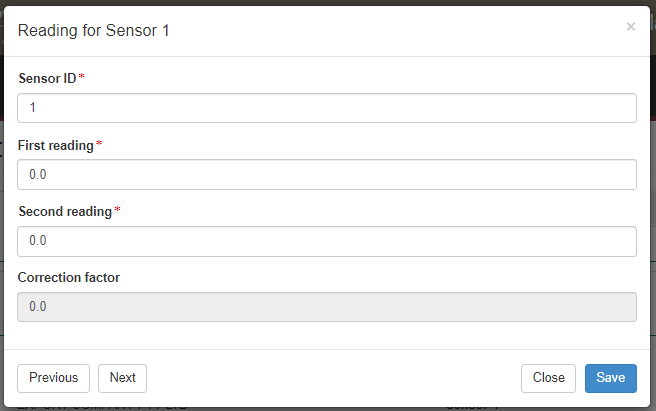 Reading for Sensor 1
×
Sensor ID*
1
First reading*
0.0
Second reading*
0.0
Correction factor
0.0
Previous Next Close Save